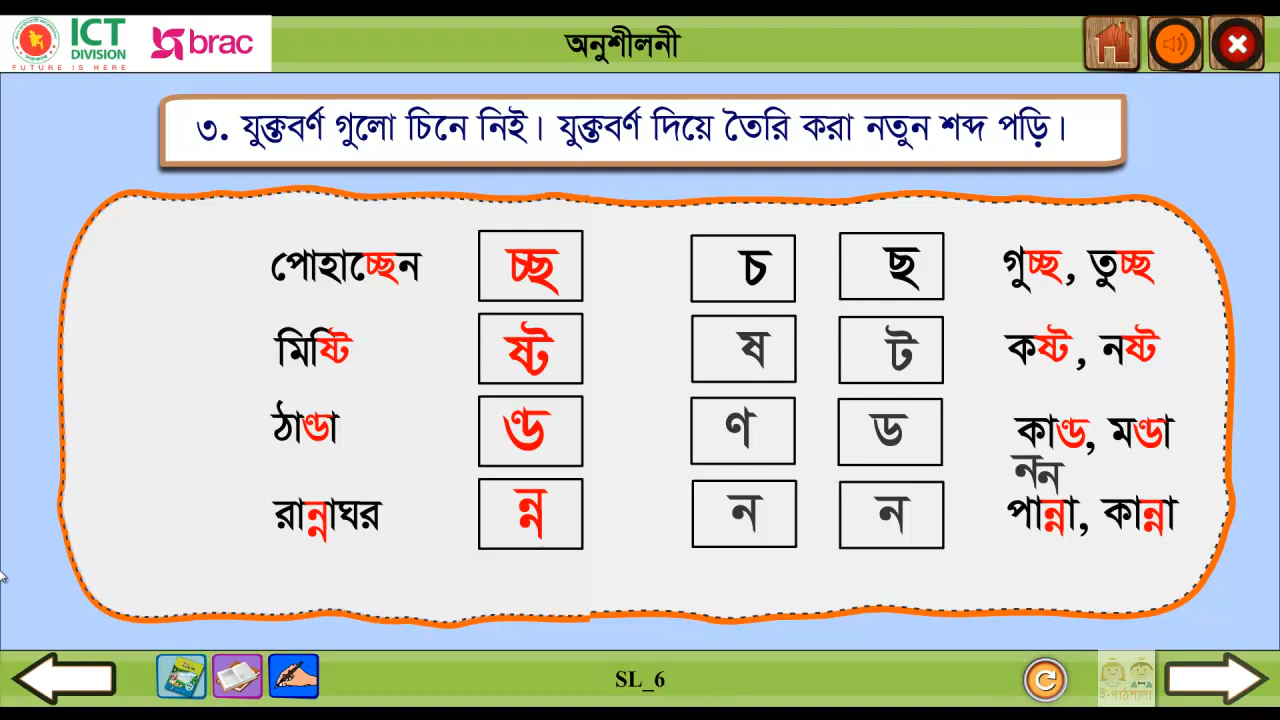 ICT
DIVISION
FUTURE IS HERE
brac
অনুশীলনী
৩. যুক্তবর্ণ গুলো চিনে নিই। যুক্তবর্ণ দিয়ে তৈরি করা নতুন শব্দ পড়ি।
পোহাচ্ছেন চ্ছ চ ছ গুচ্ছ, তুচ্ছ
মিষ্টি ষ্ট ষ ট কষ্ট, নষ্ট
ঠাণ্ডা ণ্ড ণ ড কাণ্ড, মণ্ডা
নন
রান্নাঘর ন্ন ন ন পান্না, কান্না
SL_6
ই-পাঠশালা